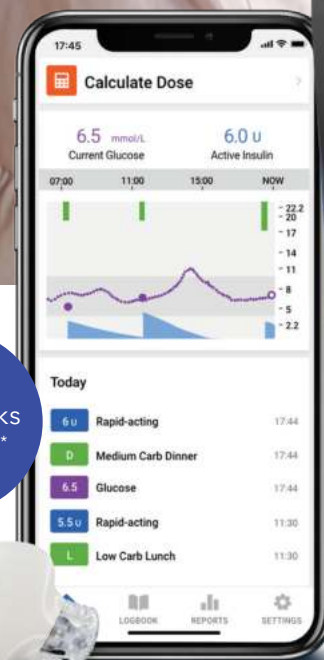 17:45
Calculate Dose
6.5 mmol/L
6.0 U
Current Glucose
Active Insulin
07:00 11:00 15:00 NOW
22.2
20
17
14
11
8
5
2.2
Today
6 U Rapid-acting 17:44
D Medium Carb Dinner 17:44
6.5 Glucose 17:44
5.5 U Rapid-acting 11:30
L Low Carb Lunch 11:30
LOGBOOK REPORTS SETTINGS
*